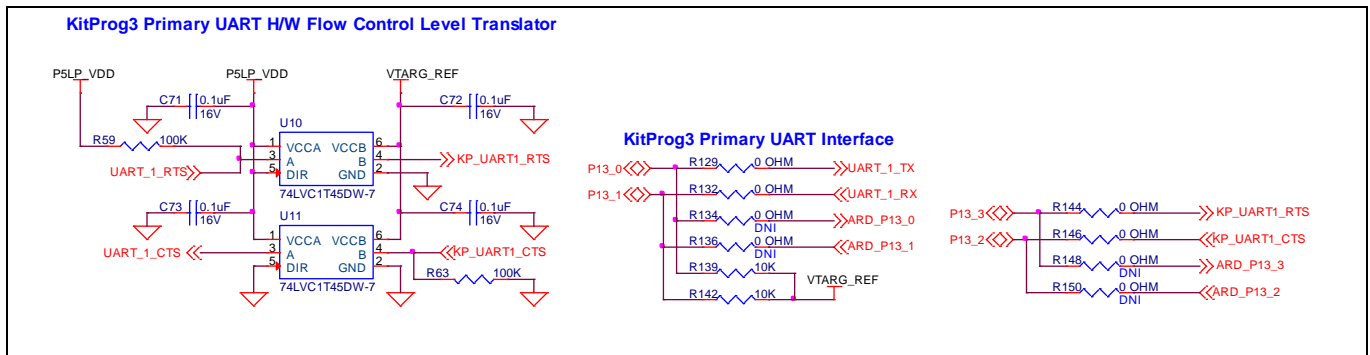 KitProg3 Primary UART H/W Flow Control Level Translator
P5LP_VDD
P5LP_VDD
VTARG_REF
C71
0.1uF
16V
C72
0.1uF
16V
U10
R59
100K
1
VCCA
VCCB
6
3
A
B
4
KP_UART1_RTS
UART_1_RTS
5
DIR
GND
2
74LVC1T45DW-7
C73
0.1uF
16V
U11
C74
0.1uF
16V
1
VCCA
VCCB
6
UART_1_CTS
3
A
B
4
KP_UART1_CTS
5
DIR
GND
2
R63
100K
74LVC1T45DW-7
KitProg3 Primary UART Interface
P13_0
R129
0 OHM
UART_1_TX
P13_1
R132
0 OHM
UART_1_RX
R134
0 OHM
DNI
ARD_P13_0
R136
0 OHM
DNI
ARD_P13_1
R139
10K
R142
10K
VTARG_REF
P13_3
R144
0 OHM
KP_UART1_RTS
P13_2
R146
0 OHM
KP_UART1_CTS
R148
0 OHM
DNI
ARD_P13_3
R150
0 OHM
DNI
ARD_P13_2